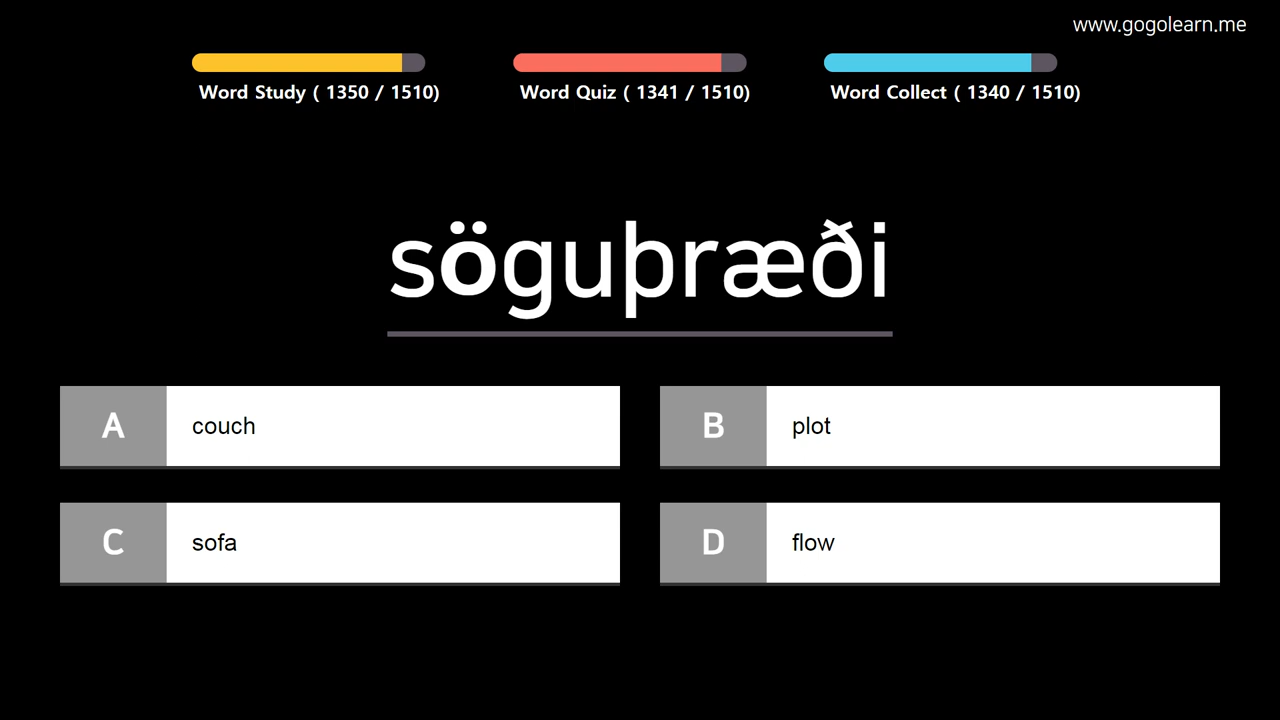 www.gogolearn.me
Word Study ( 1350 / 1510)
Word Quiz ( 1341 / 1510)
Word Collect ( 1340 / 1510)
söguþræði
A couch
B plot
C sofa
D flow